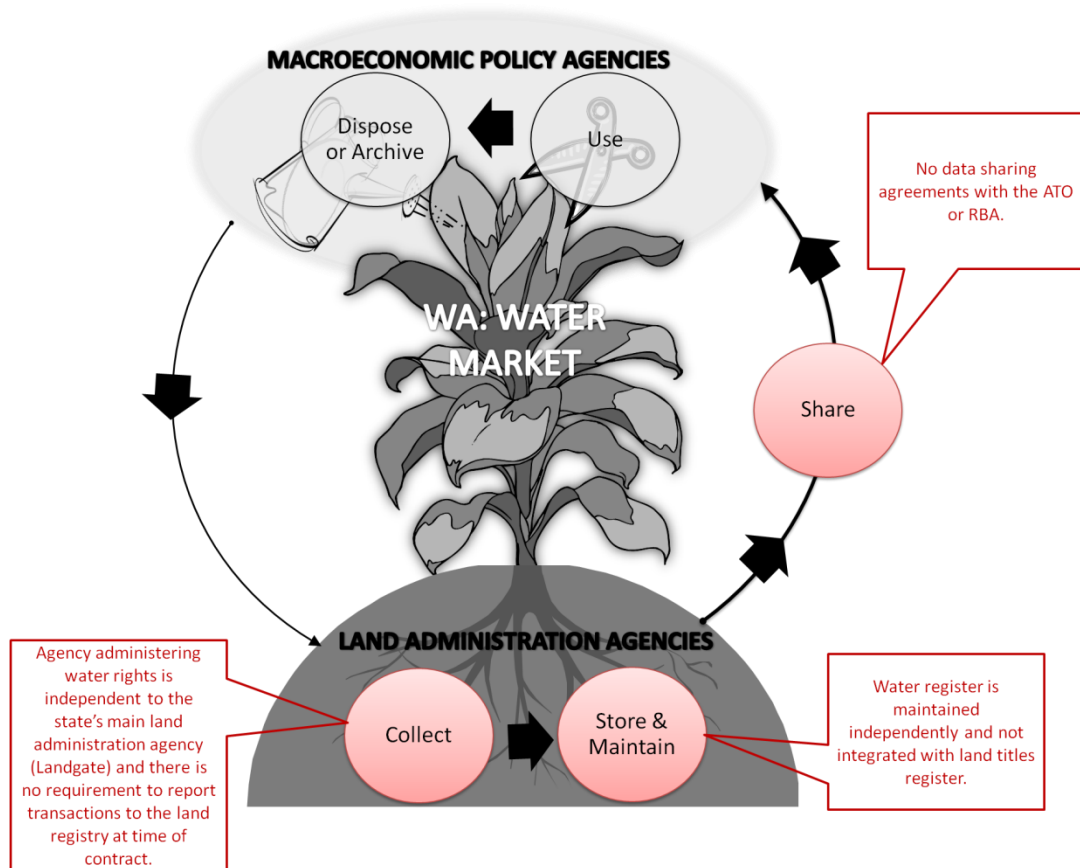 MACROECONOMIC POLICY AGENCIES
Dispose
or Archive
Use
No data sharing
agreements with the ATO
or RBA.
WA: WATER
MARKET
Share
LAND ADMINISTRATION AGENCIES
Agency administering
water rights is
independent to the
state’s main land
administration agency
(Landgate) and there is
no requirement to report
transactions to the land
registry at time of
contract.
Collect
Store &
Maintain
Water register is
maintained
independently and not
integrated with land titles
register.